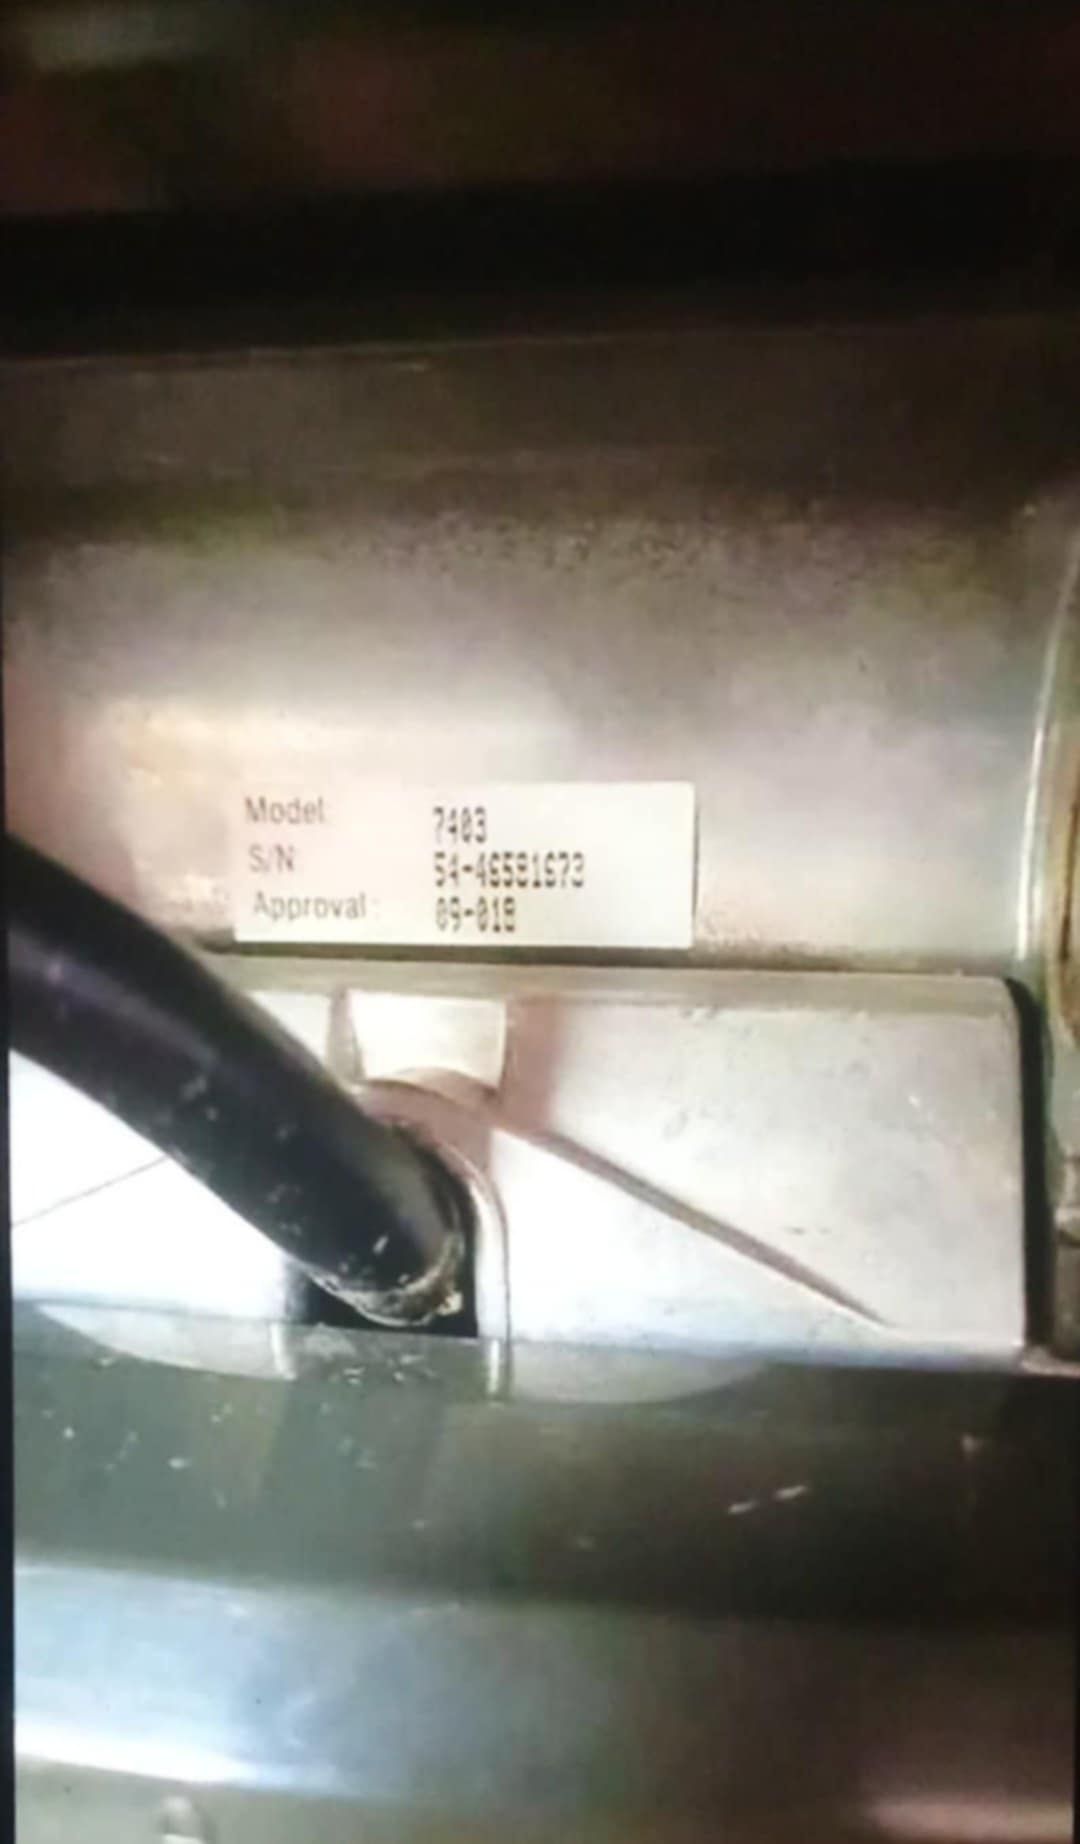 Model: 7403
S/N: 54-46581673
Approval: 09-018